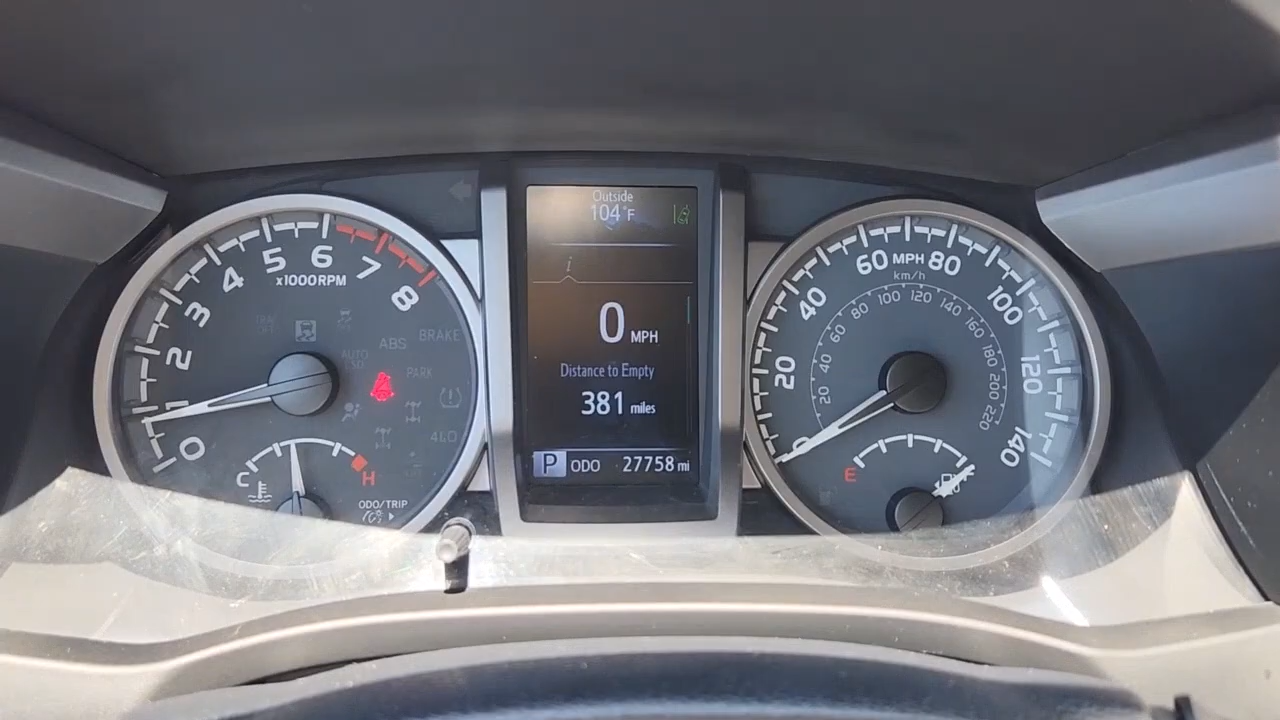 Outside
104°F
i
0 MPH
Distance to Empty
381 miles
P ODO 27758 mi
0
1
2
3
4
5
6
7
8
x1000RPM
ABS
BRAKE
PARK
AUTO
4LO
C
H
ODO/TRIP
0
20
40
60
80
100
120
140
MPH
km/h
20
40
60
80
100
120
140
160
180
200
220
E